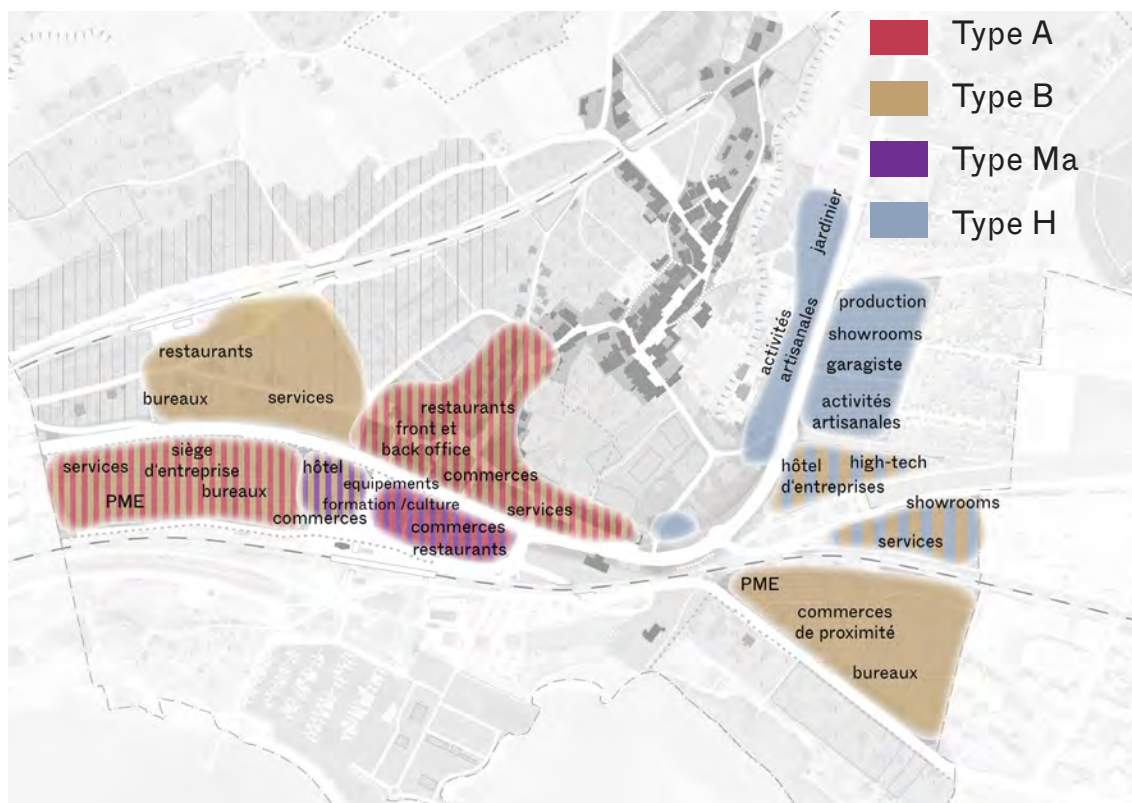 Type A
Type B
Type Ma
Type H
jardinier
activités
artisanales
production
showrooms
garagiste
activités
artisanales
restaurants
bureaux
services
restaurants
front et
back office
commerces
services
services
siège
d'entreprise
bureaux
PME
hôtel
equipements
formation /culture
commerces
commerces
restaurants
hôtel
d'entreprises
high-tech
showrooms
services
PME
commerces
de proximité
bureaux